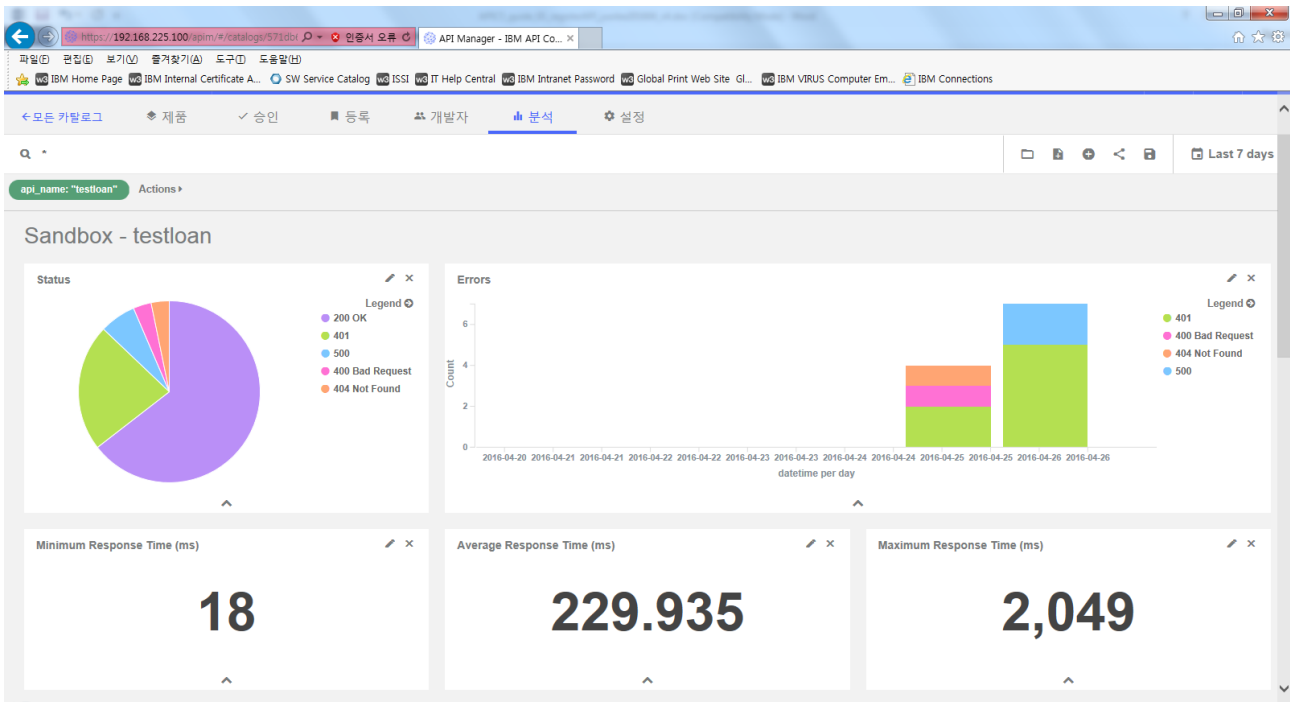 https://192.168.225.100/apim/#/catalogs/571dbc
인증서 오류
API Manager - IBM API Co...
파일(F) 편집(E) 보기(V) 즐겨찾기(A) 도구(T) 도움말(H)
IBM Home Page IBM Internal Certificate A... SW Service Catalog ISSI IT Help Central IBM Intranet Password Global Print Web Site Gl... IBM VIRUS Computer Em... IBM Connections
모든 카탈로그 제품 승인 등록 개발자 분석 설정
* Last 7 days
api_name: "testloan" Actions
Sandbox - testloan
Status
Legend
200 OK
401
500
400 Bad Request
404 Not Found
Errors
Legend
401
400 Bad Request
404 Not Found
500
Count
6
4
2
0
2016-04-20 2016-04-21 2016-04-21 2016-04-22 2016-04-22 2016-04-23 2016-04-23 2016-04-24 2016-04-24 2016-04-25 2016-04-25 2016-04-26 2016-04-26
datetime per day
Minimum Response Time (ms)
18
Average Response Time (ms)
229.935
Maximum Response Time (ms)
2,049